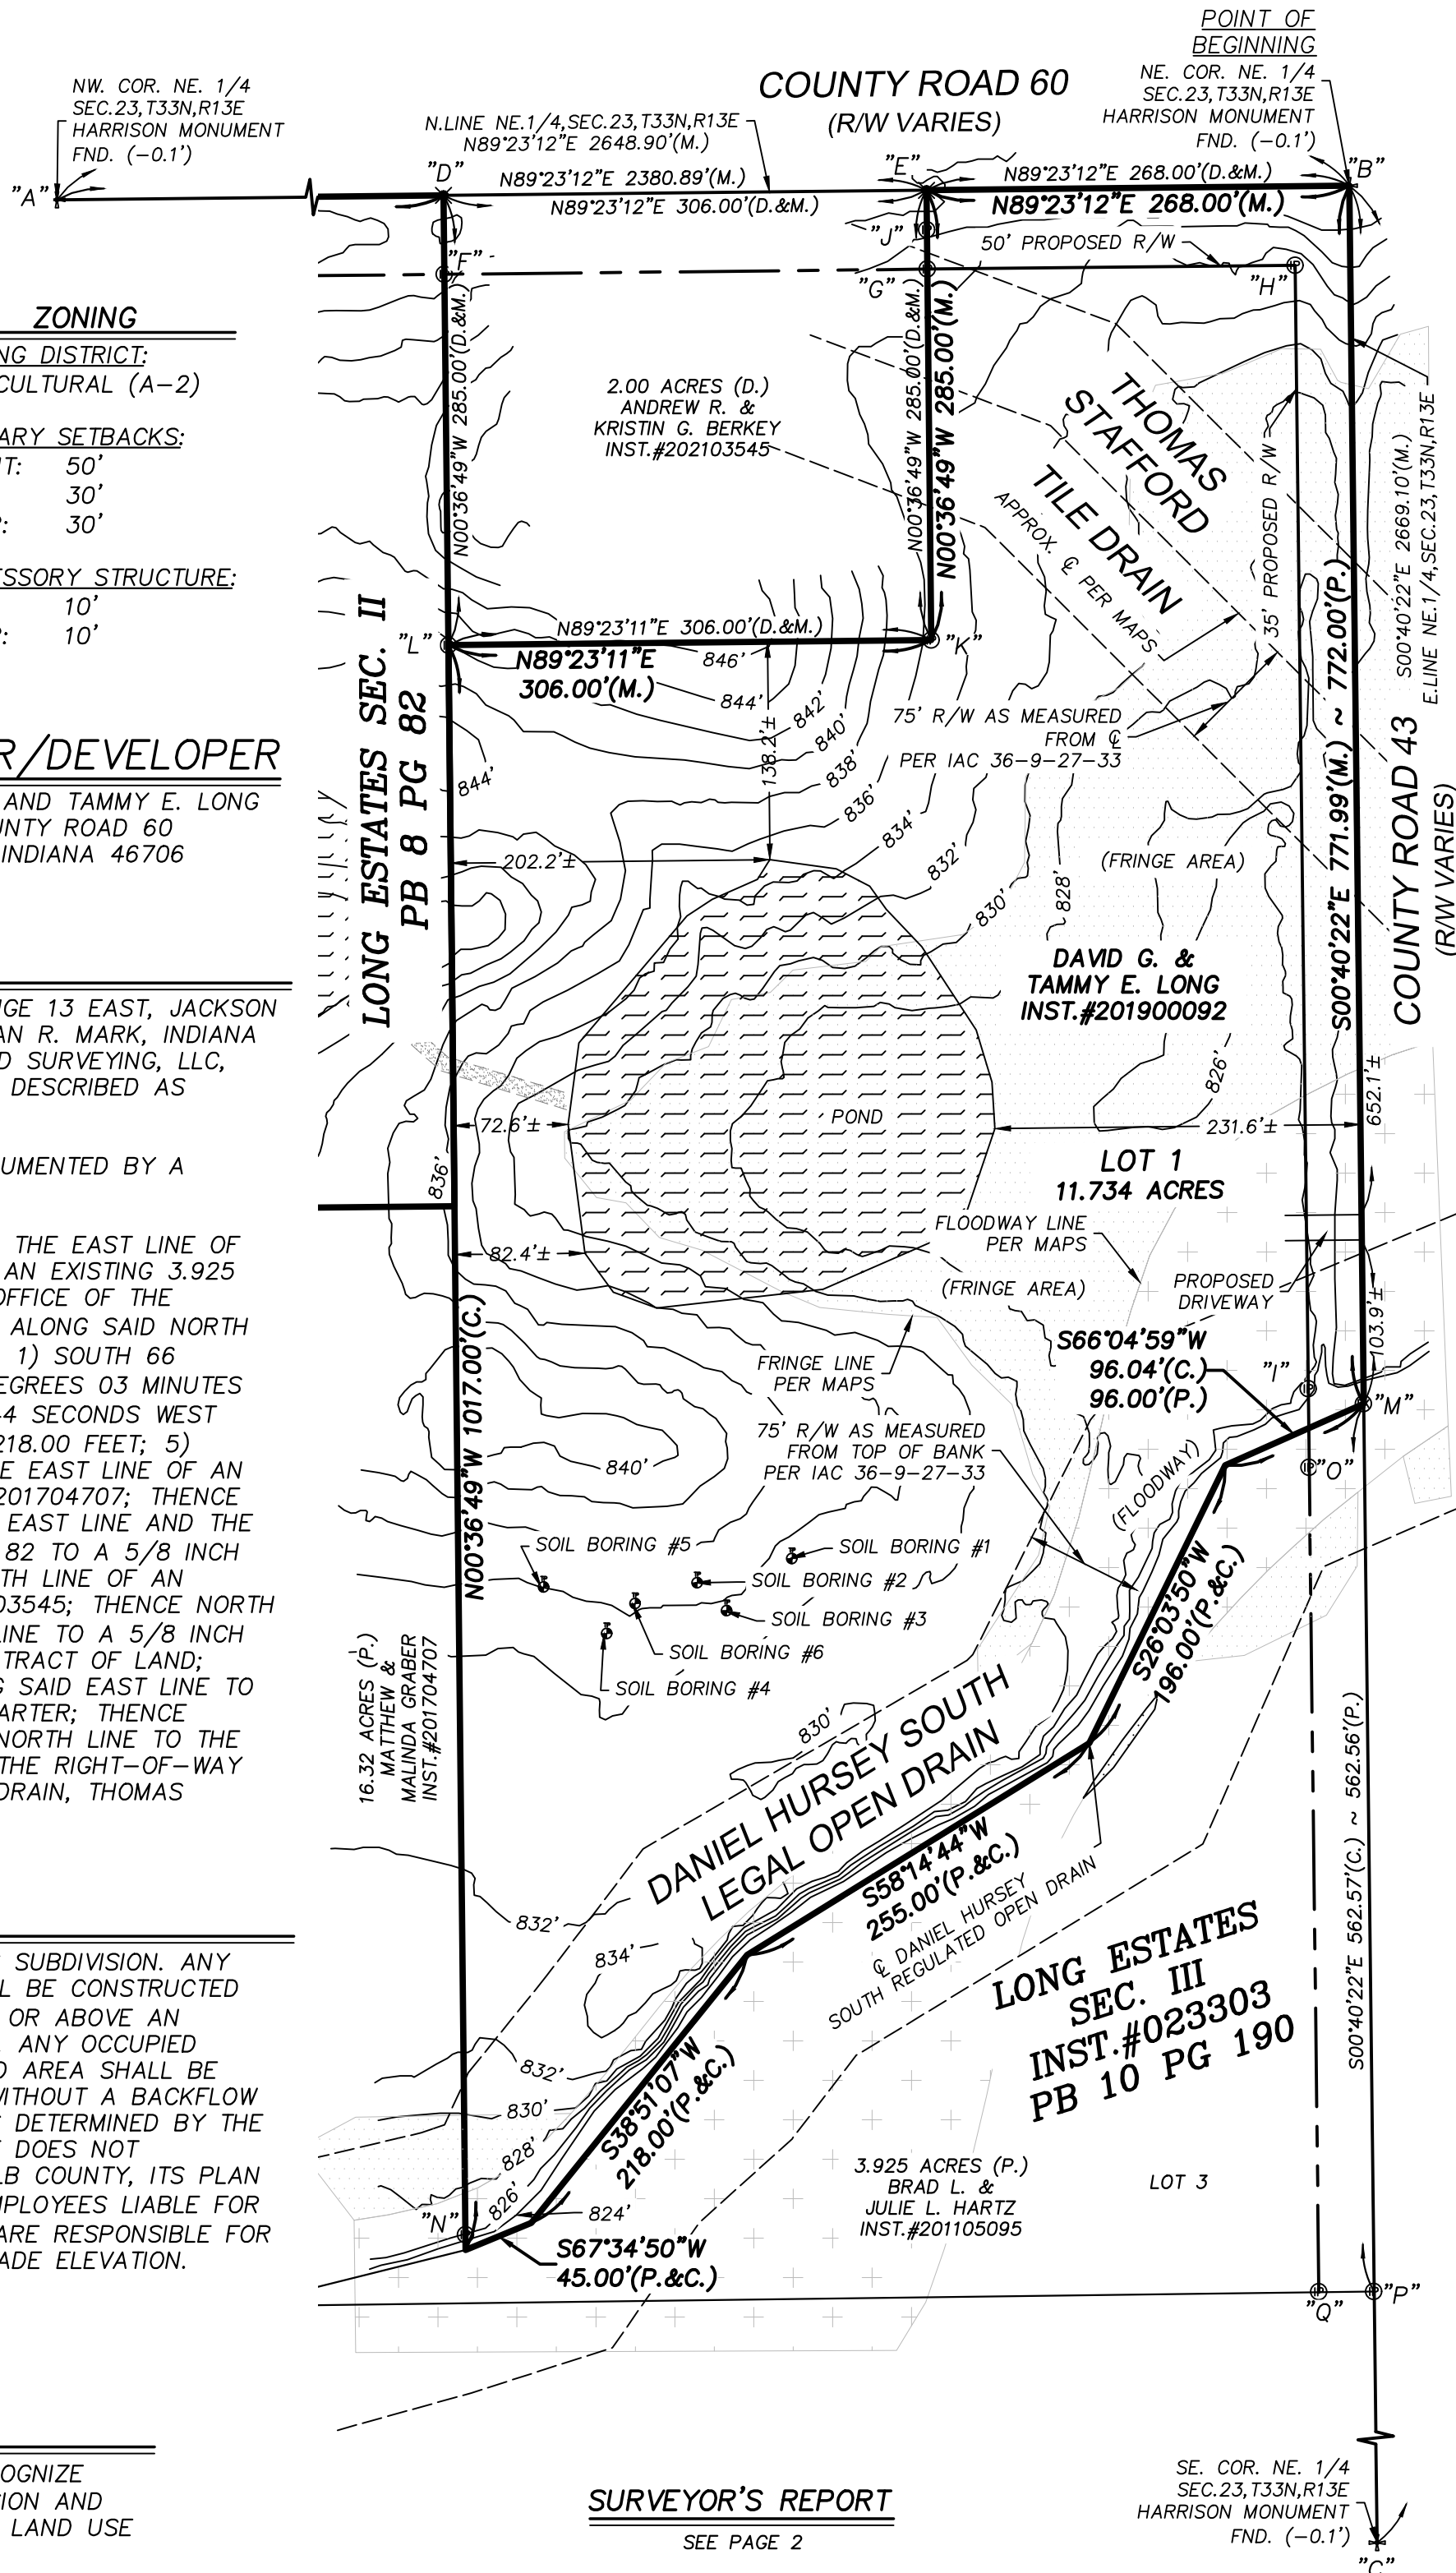 POINT OF
BEGINNING
NE. COR. NE. 1/4
SEC.23,T33N,R13E
HARRISON MONUMENT
FND. (−0.1')
NW. COR. NE. 1/4
SEC.23,T33N,R13E
HARRISON MONUMENT
FND. (−0.1')
COUNTY ROAD 60
(R/W VARIES)
N.LINE NE.1/4,SEC.23,T33N,R13E
N89°23'12"E 2648.90'(M.)
"A"
"D"
"E"
"B"
N89°23'12"E 2380.89'(M.)
N89°23'12"E 306.00'(D.&M.)
N89°23'12"E 268.00'(D.&M.)
N89°23'12"E 268.00'(M.)
"J"
50' PROPOSED R/W
"F"
"G"
"H"
ZONING
NG DISTRICT:
CULTURAL (A−2)
ARY SETBACKS:
T: 50'
30'
: 30'
ESSORY STRUCTURE:
10'
: 10'
N00°36'49"W 285.00'(D.&M.)
N00°36'49"W 285.00'(D.&M.)
N00°36'49"W 285.00'(M.)
2.00 ACRES (D.)
ANDREW R. &
KRISTIN G. BERKEY
INST.#202103545
THOMAS
STAFFORD
TILE DRAIN
APPROX. ℄ PER MAPS
35' PROPOSED R/W
S00°40'22"E 2669.10'(M.)
E.LINE NE.1/4,SEC.23,T33N,R13E
S00°40'22"E 771.99'(M.) ~ 772.00'(P.)
COUNTY ROAD 43
(R/W VARIES)
"L"
N89°23'11"E 306.00'(D.&M.)
N89°23'11"E
306.00'(M.)
"K"
846'
844'
842'
840'
838'
836'
834'
832'
830'
828'
826'
844'
138.2'±
75' R/W AS MEASURED
FROM ℄
PER IAC 36−9−27−33
LONG ESTATES SEC. II
PB 8 PG 82
R/DEVELOPER
AND TAMMY E. LONG
UNTY ROAD 60
INDIANA 46706
202.2'±
(FRINGE AREA)
DAVID G. &
TAMMY E. LONG
INST.#201900092
NGE 13 EAST, JACKSON
AN R. MARK, INDIANA
D SURVEYING, LLC,
DESCRIBED AS
UMENTED BY A
72.6'±
POND
231.6'±
652.1'±
LOT 1
11.734 ACRES
836'
82.4'±
FLOODWAY LINE
PER MAPS
(FRINGE AREA)
PROPOSED
DRIVEWAY
103.9'±
THE EAST LINE OF
AN EXISTING 3.925
OFFICE OF THE
ALONG SAID NORTH
1) SOUTH 66
EGREES 03 MINUTES
4 SECONDS WEST
218.00 FEET; 5)
E EAST LINE OF AN
201704707; THENCE
EAST LINE AND THE
82 TO A 5/8 INCH
TH LINE OF AN
03545; THENCE NORTH
LINE TO A 5/8 INCH
TRACT OF LAND;
G SAID EAST LINE TO
ARTER; THENCE
NORTH LINE TO THE
THE RIGHT−OF−WAY
DRAIN, THOMAS
N00°36'49"W 1017.00'(C.)
FRINGE LINE
PER MAPS
S66°04'59"W
96.04'(C.)
96.00'(P.)
"I"
"M"
"O"
75' R/W AS MEASURED
FROM TOP OF BANK
PER IAC 36−9−27−33
840'
(FLOODWAY)
SOIL BORING #5
SOIL BORING #1
SOIL BORING #2
SOIL BORING #3
SOIL BORING #6
SOIL BORING #4
S26°03'50"W
196.00'(P.&C.)
16.32 ACRES (P.)
MATTHEW &
MALINDA GRABER
INST.#201704707
830'
DANIEL HURSEY SOUTH
LEGAL OPEN DRAIN
S58°14'44"W
255.00'(P.&C.)
℄ DANIEL HURSEY
SOUTH REGULATED OPEN DRAIN
S00°40'22"E 562.57'(C.) ~ 562.56'(P.)
832'
834'
LONG ESTATES
SEC. III
INST.#023303
PB 10 PG 190
SUBDIVISION. ANY
L BE CONSTRUCTED
OR ABOVE AN
ANY OCCUPIED
D AREA SHALL BE
WITHOUT A BACKFLOW
DETERMINED BY THE
DOES NOT
LB COUNTY, ITS PLAN
MPLOYEES LIABLE FOR
ARE RESPONSIBLE FOR
ADE ELEVATION.
832'
830'
828'
826'
824'
S38°51'07"W
218.00'(P.&C.)
"N"
S67°34'50"W
45.00'(P.&C.)
3.925 ACRES (P.)
BRAD L. &
JULIE L. HARTZ
INST.#201105095
LOT 3
"Q"
"P"
OGNIZE
SION AND
LAND USE
SURVEYOR'S REPORT
SEE PAGE 2
SE. COR. NE. 1/4
SEC.23,T33N,R13E
HARRISON MONUMENT
FND. (−0.1')
"C"